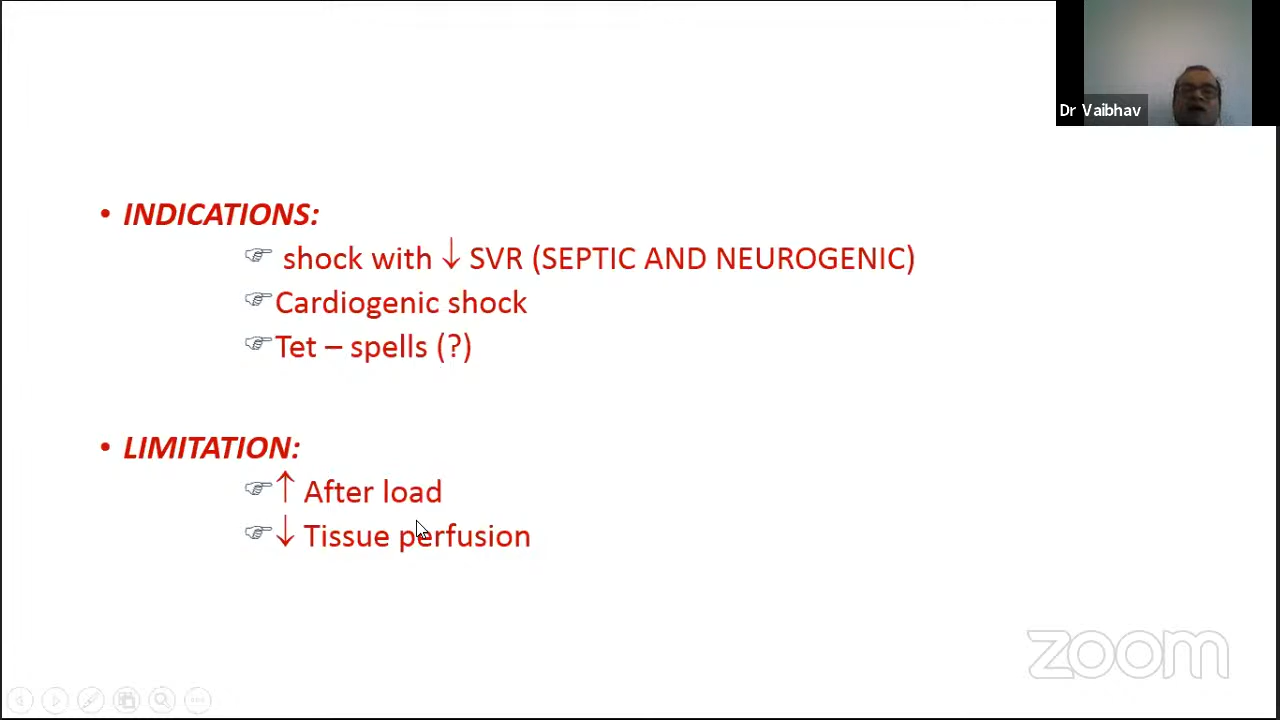 Dr Vaibhav
• INDICATIONS:
☞ shock with ↓ SVR (SEPTIC AND NEUROGENIC)
☞Cardiogenic shock
☞Tet – spells (?)
• LIMITATION:
☞↑ After load
☞↓ Tissue perfusion
zoom